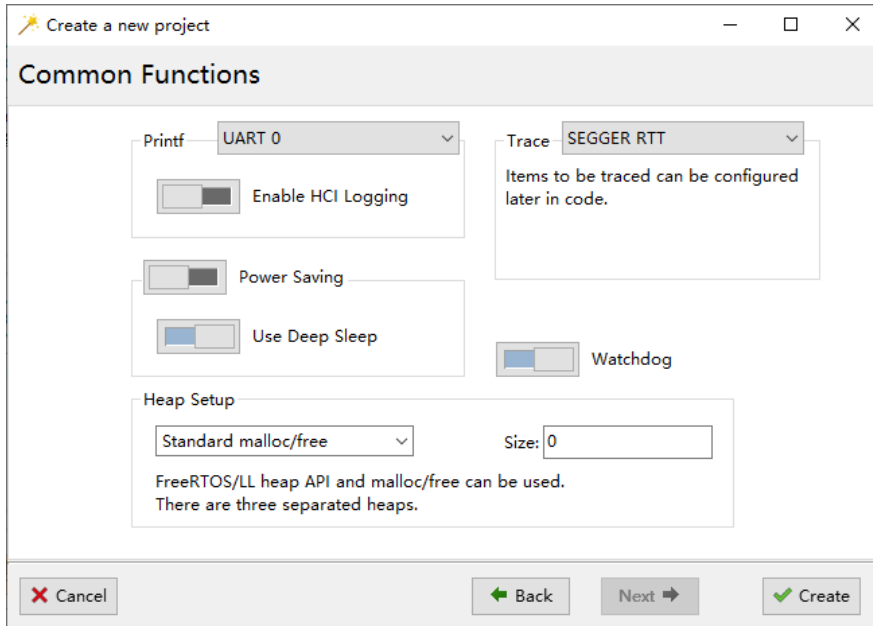 Create a new project
Common Functions
Printf
UART 0
Trace
SEGGER RTT
Enable HCI Logging
Items to be traced can be configured
later in code.
Power Saving
Use Deep Sleep
Watchdog
Heap Setup
Standard malloc/free
Size: 0
FreeRTOS/LL heap API and malloc/free can be used.
There are three separated heaps.
Cancel
Back
Next
Create